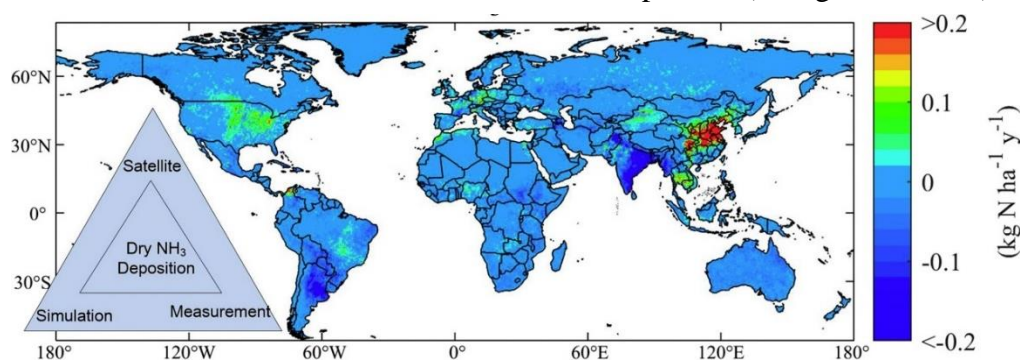 >0.2
60°N
0.1
30°N
Satellite
0°
0
Dry NH₃
Deposition
30°S
-0.1
Simulation
Measurement
<-0.2
180°
120°W
60°W
0°
60°E
120°E
180°
(kg N ha⁻¹ y⁻¹)